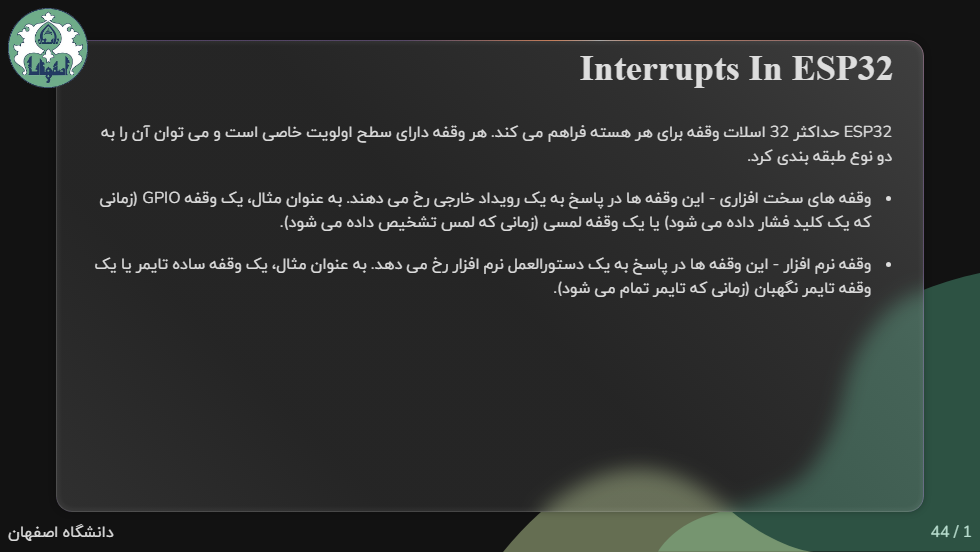 دانشگاه اصفهان
Interrupts In ESP32
ESP32 حداکثر 32 اسلات وقفه برای هر هسته فراهم می کند. هر وقفه دارای سطح اولویت خاصی است و می توان آن را به
دو نوع طبقه بندی کرد.
• وقفه های سخت افزاری - این وقفه ها در پاسخ به یک رویداد خارجی رخ می دهند. به عنوان مثال، یک وقفه GPIO (زمانی
که یک کلید فشار داده می شود) یا یک وقفه لمسی (زمانی که لمس تشخیص داده می شود).
• وقفه نرم افزار - این وقفه ها در پاسخ به یک دستورالعمل نرم افزار رخ می دهد. به عنوان مثال، یک وقفه ساده تایمر یا یک
وقفه تایمر نگهبان (زمانی که تایمر تمام می شود).
44 / 1
دانشگاه اصفهان